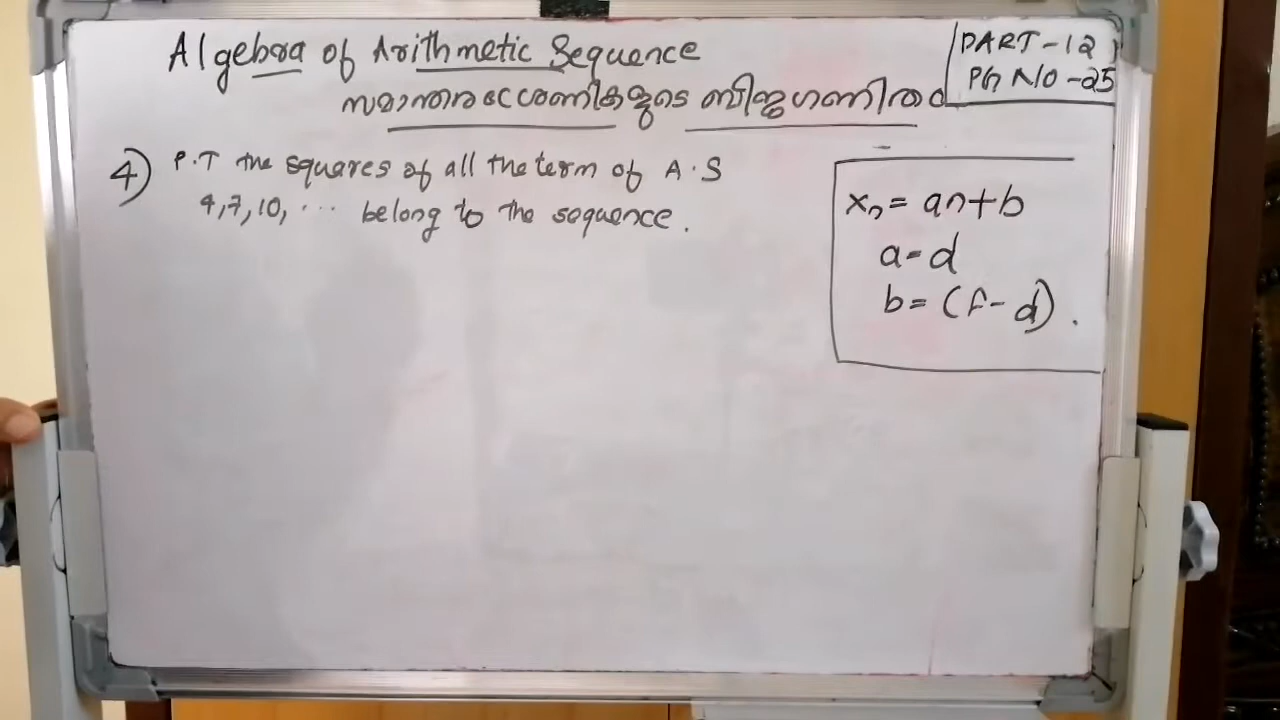 Algebra of Arithmetic Sequence
സമാന്തരശ്രേണികളുടെ ബീജഗണിതം
PART-12
PG NO-25
4) P.T the squares of all the term of A.S
4,7,10, ... belong to the sequence.
xₙ = an+b
a=d
b= (f-d).